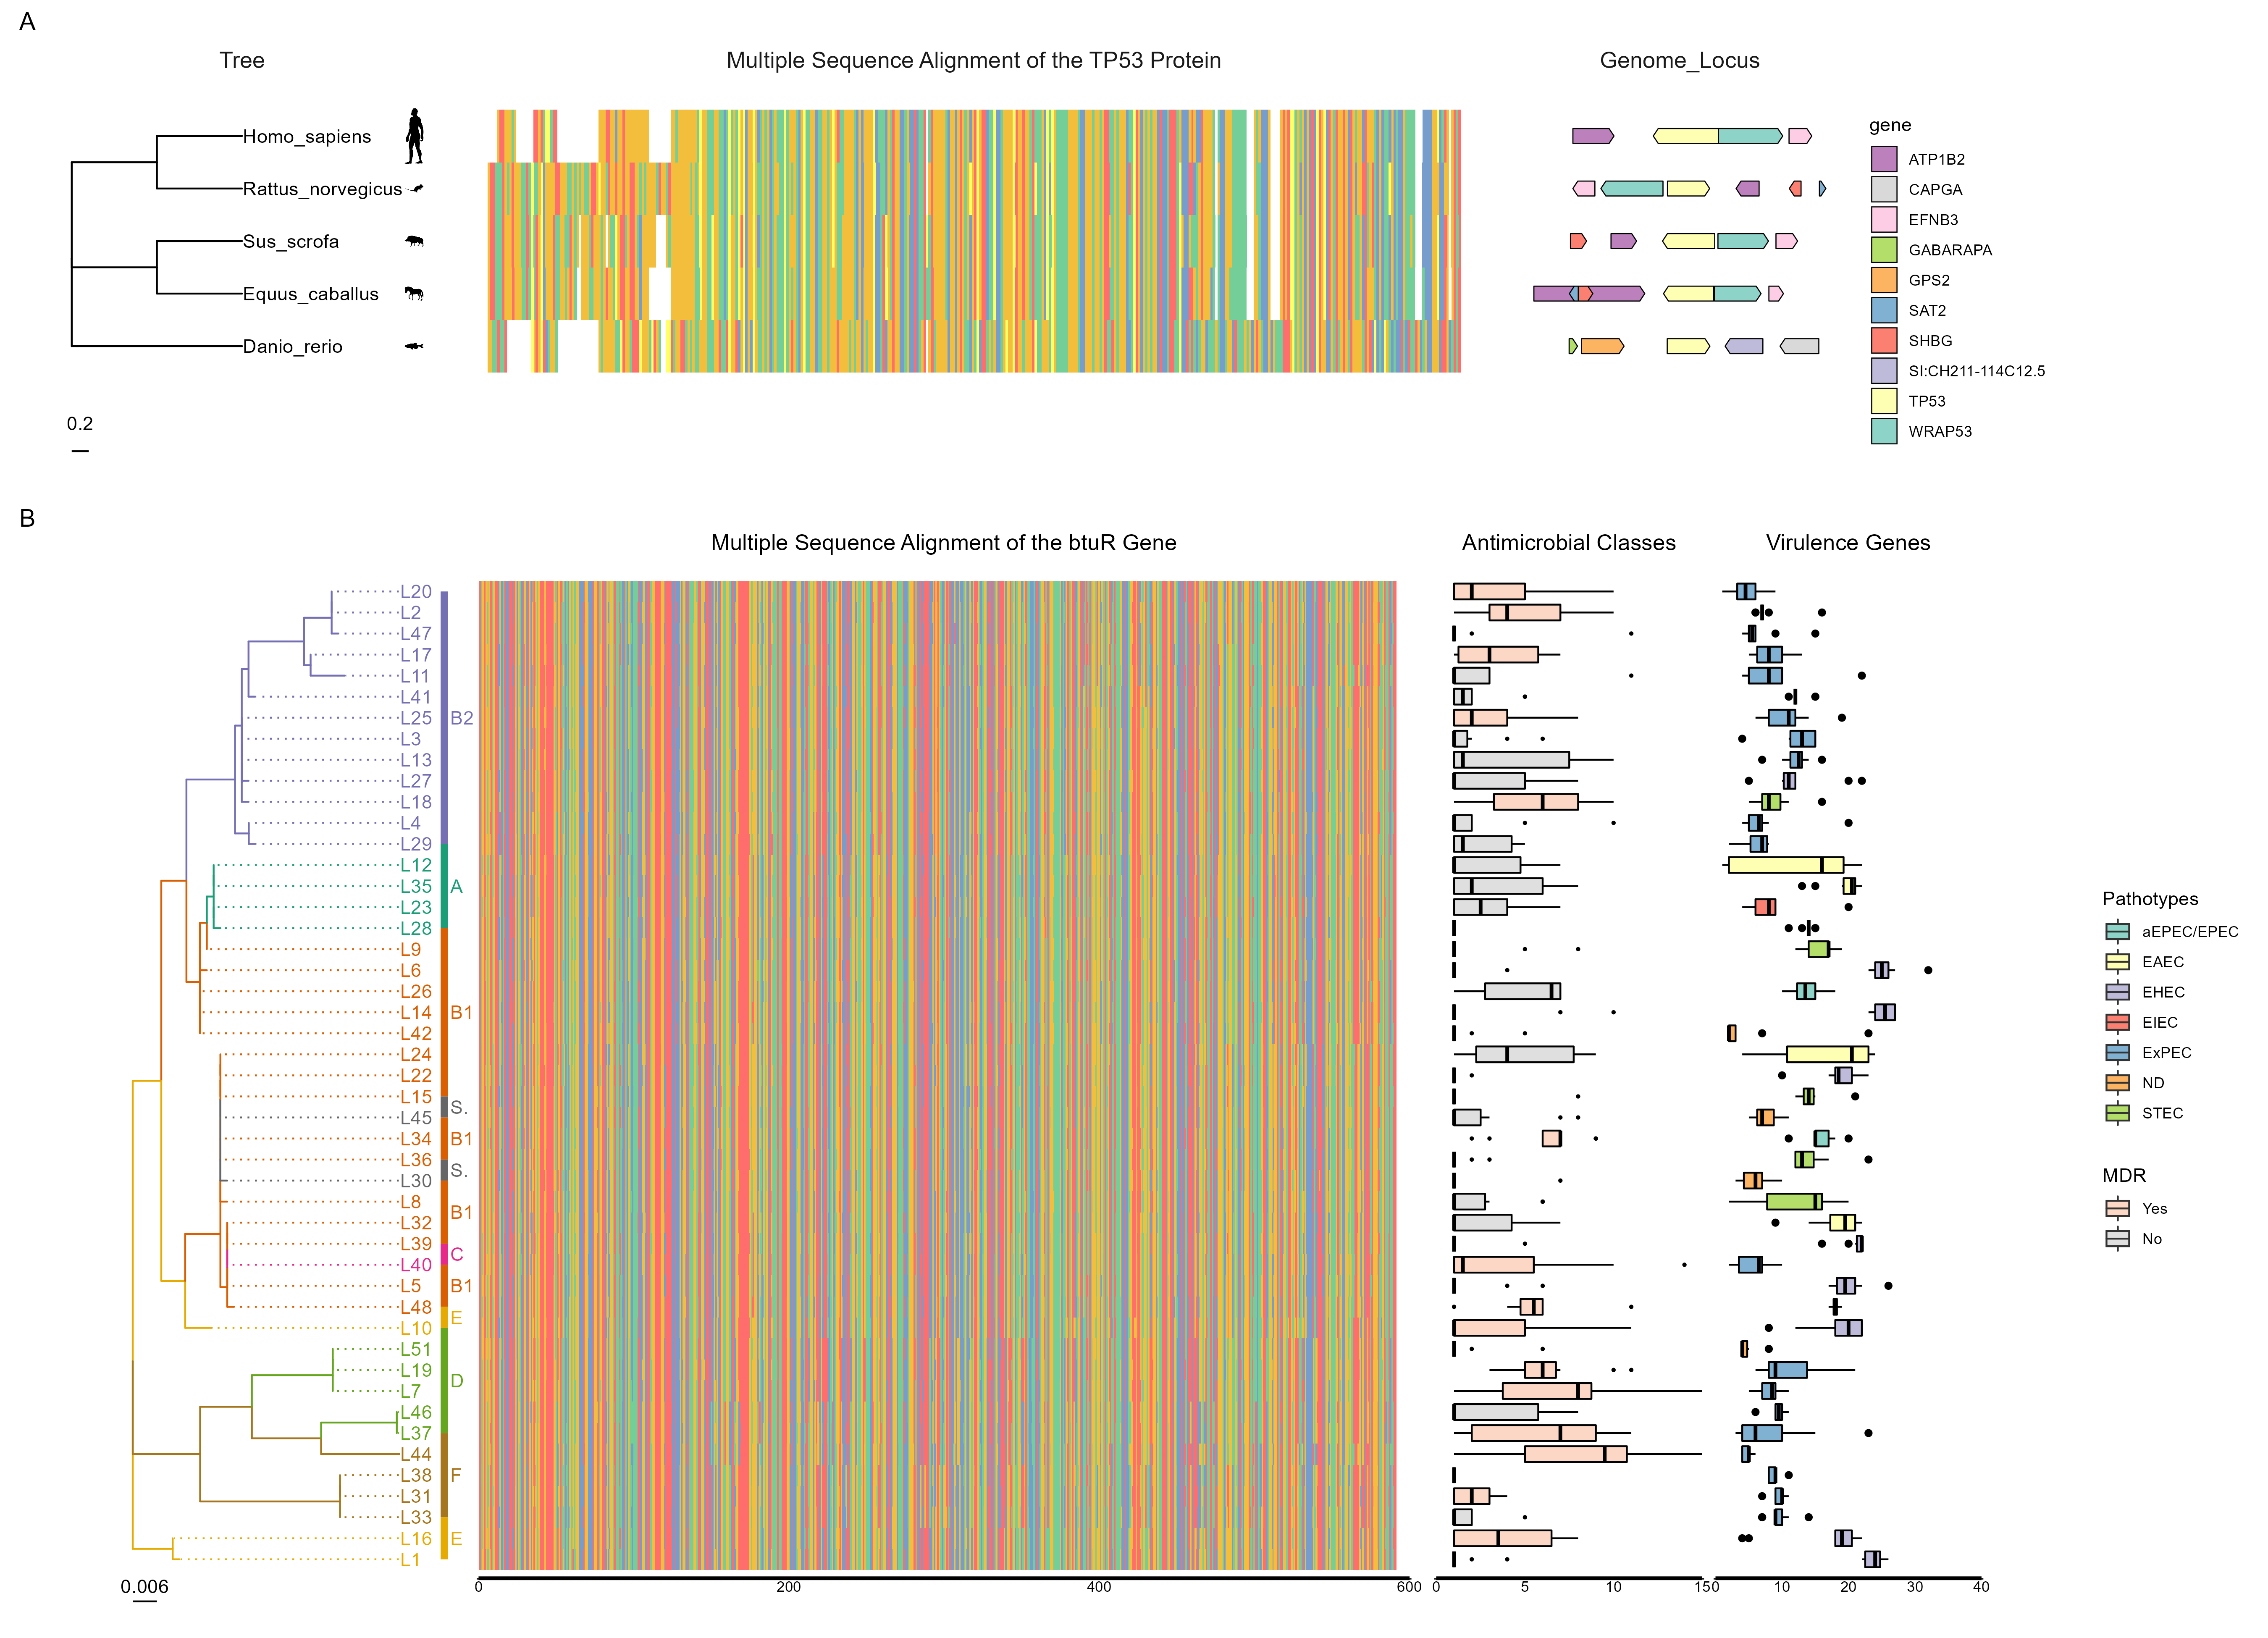 A
Tree
Multiple Sequence Alignment of the TP53 Protein
Genome_Locus
Homo_sapiens
Rattus_norvegicus
Sus_scrofa
Equus_caballus
Danio_rerio
0.2
gene
ATP1B2
CAPGA
EFNB3
GABARAPA
GPS2
SAT2
SHBG
SI:CH211-114C12.5
TP53
WRAP53
B
Multiple Sequence Alignment of the btuR Gene
Antimicrobial Classes
Virulence Genes
L20
L2
L47
L17
L11
L41
L25 B2
L3
L13
L27
L18
L4
L29
L12
L35 A
L23
L28
L9
L6
L26
L14 B1
L42
L24
L22
L15
S.
L45
L34 B1
L36
S.
L30
L8
B1
L32
L39
C
L40
L5 B1
L48
E
L10
L51
L19
D
L7
L46
L37
L44
L38 F
L31
L33
L16 E
L1
0.006
0 200 400 600
0 5 10 15
0 10 20 30 40
Pathotypes
aEPEC/EPEC
EAEC
EHEC
EIEC
ExPEC
ND
STEC
MDR
Yes
No